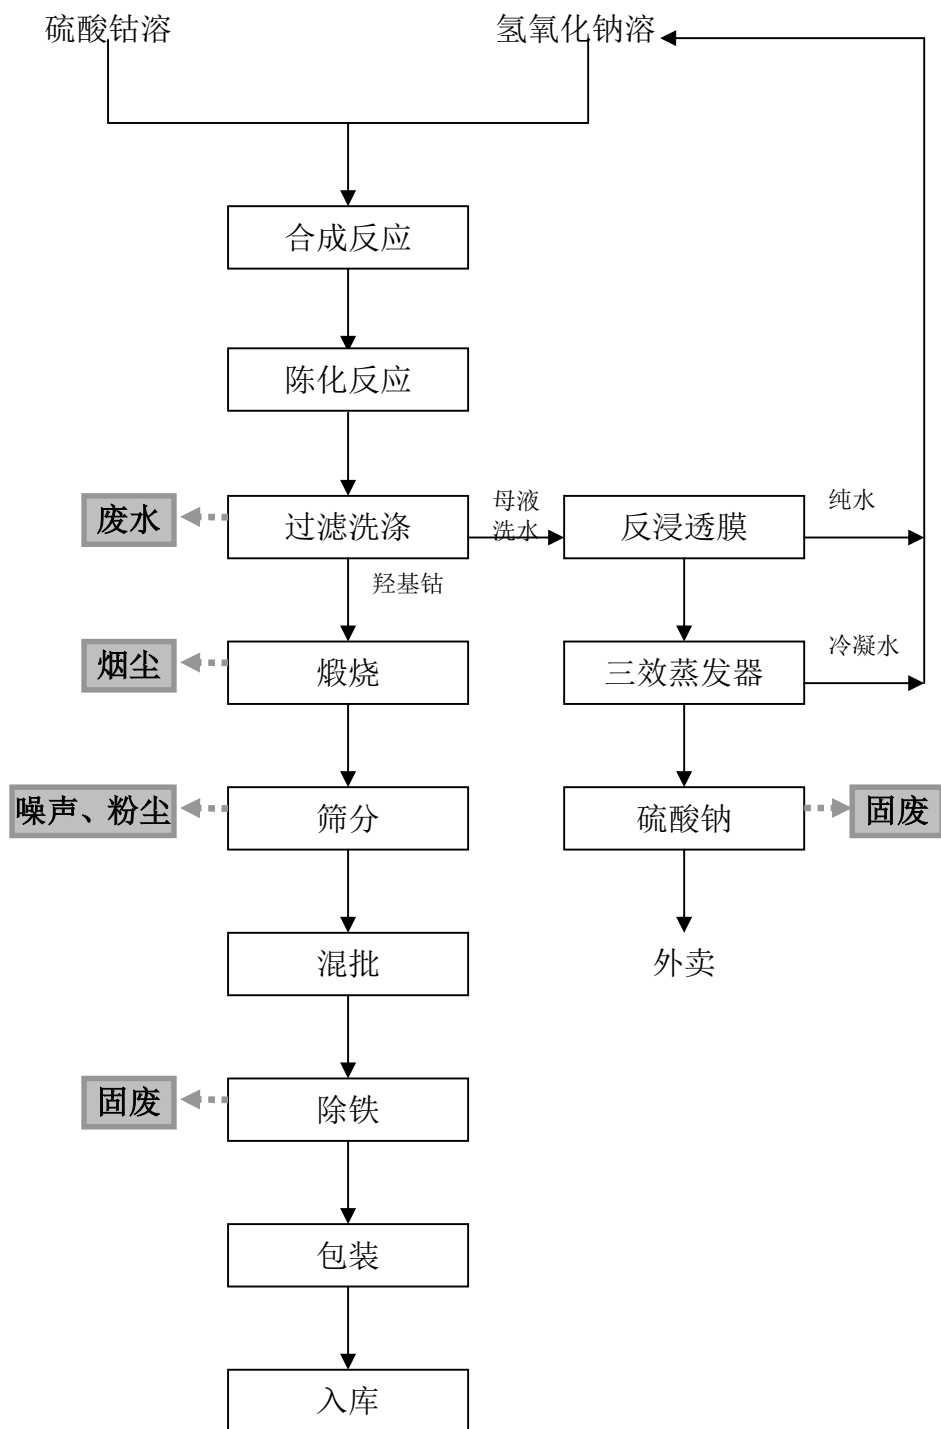 硫酸钴溶
氢氧化钠溶
合成反应
陈化反应
废水
过滤洗涤
母液
洗水
反浸透膜
纯水
羟基钴
烟尘
煅烧
三效蒸发器
冷凝水
噪声、粉尘
筛分
硫酸钠
固废
混批
外卖
固废
除铁
包装
入库